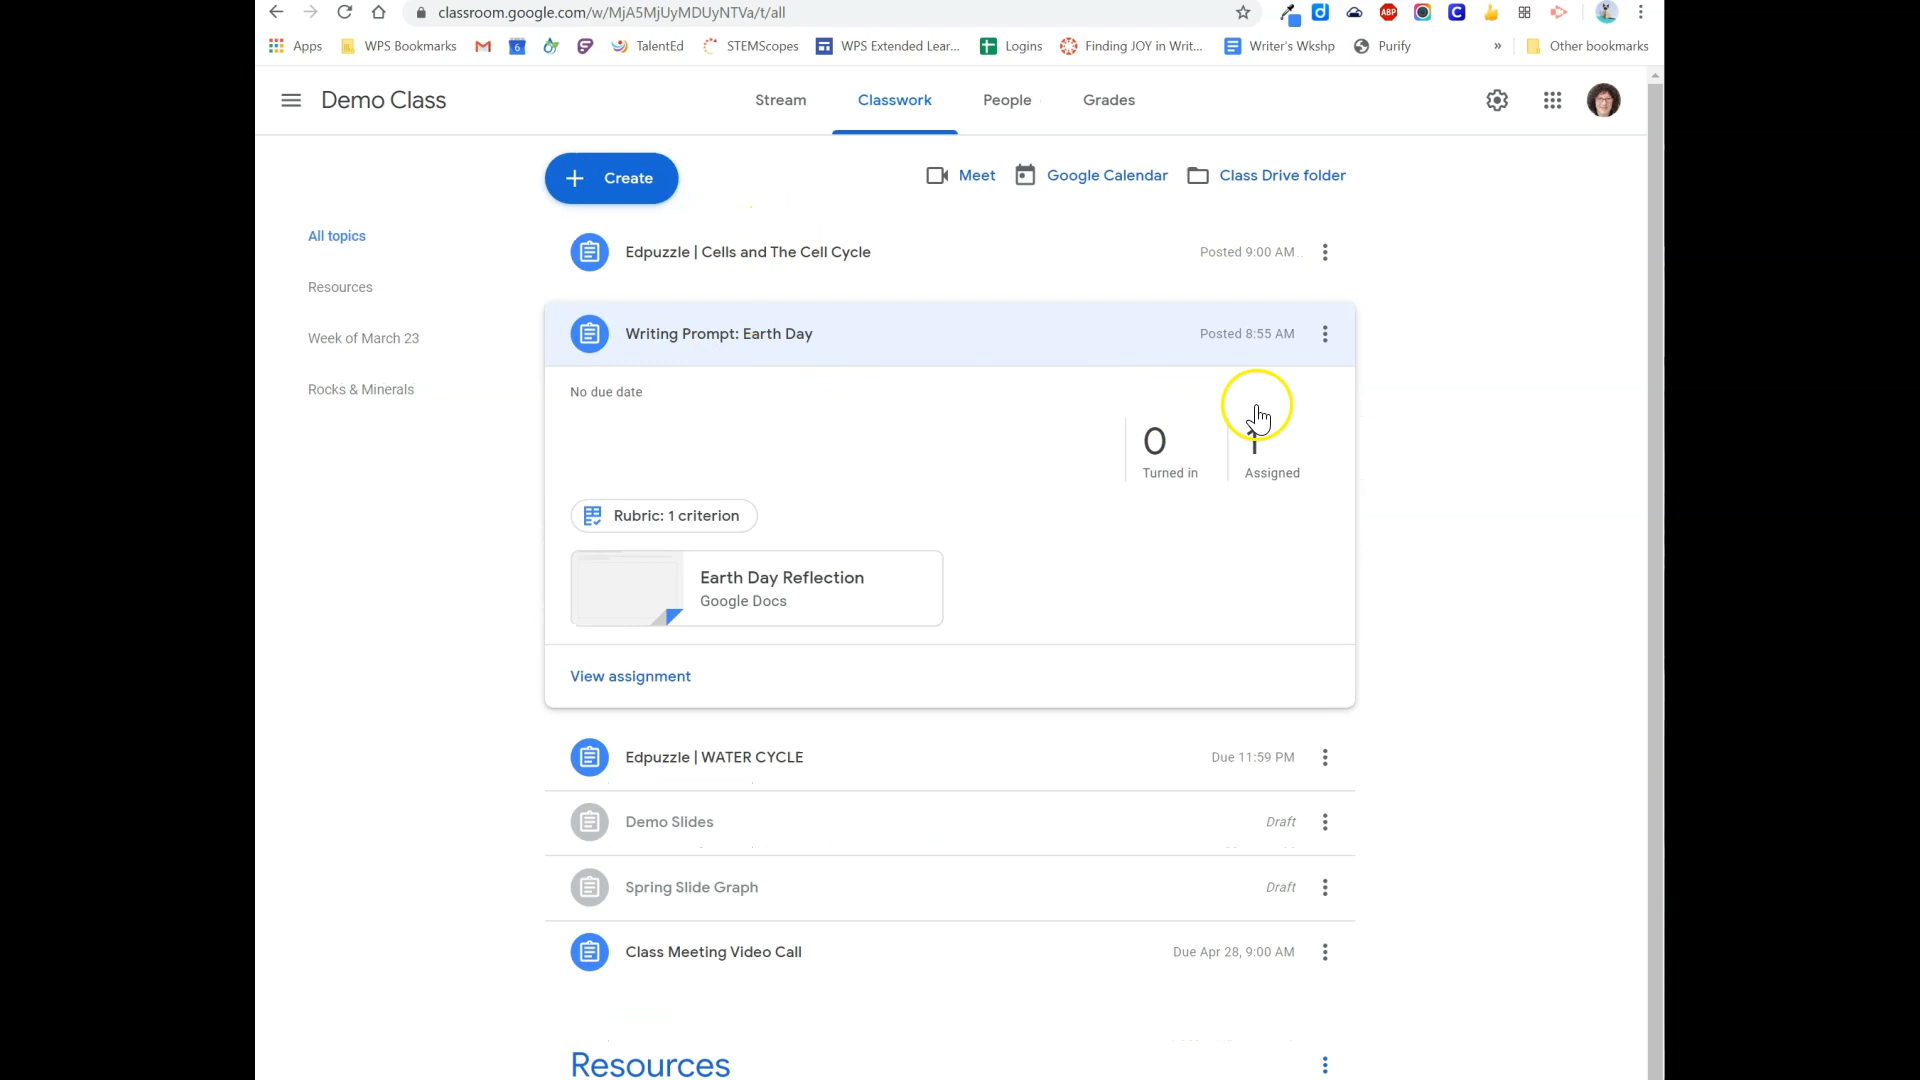 classroom.google.com/w/MjA5MjUyMDUyNTVa/t/all
Apps WPS Bookmarks 6 TalentEd STEMScopes WPS Extended Lear... Logins Finding JOY in Writ... Writer's Wkshp Purify » Other bookmarks
Demo Class Stream Classwork People Grades
+ Create Meet Google Calendar Class Drive folder
All topics
Resources
Week of March 23
Rocks & Minerals
Edpuzzle | Cells and The Cell Cycle Posted 9:00 AM
Writing Prompt: Earth Day Posted 8:55 AM
No due date
0 1
Turned in Assigned
Rubric: 1 criterion
Earth Day Reflection
Google Docs
View assignment
Edpuzzle | WATER CYCLE Due 11:59 PM
Demo Slides Draft
Spring Slide Graph Draft
Class Meeting Video Call Due Apr 28, 9:00 AM
Resources